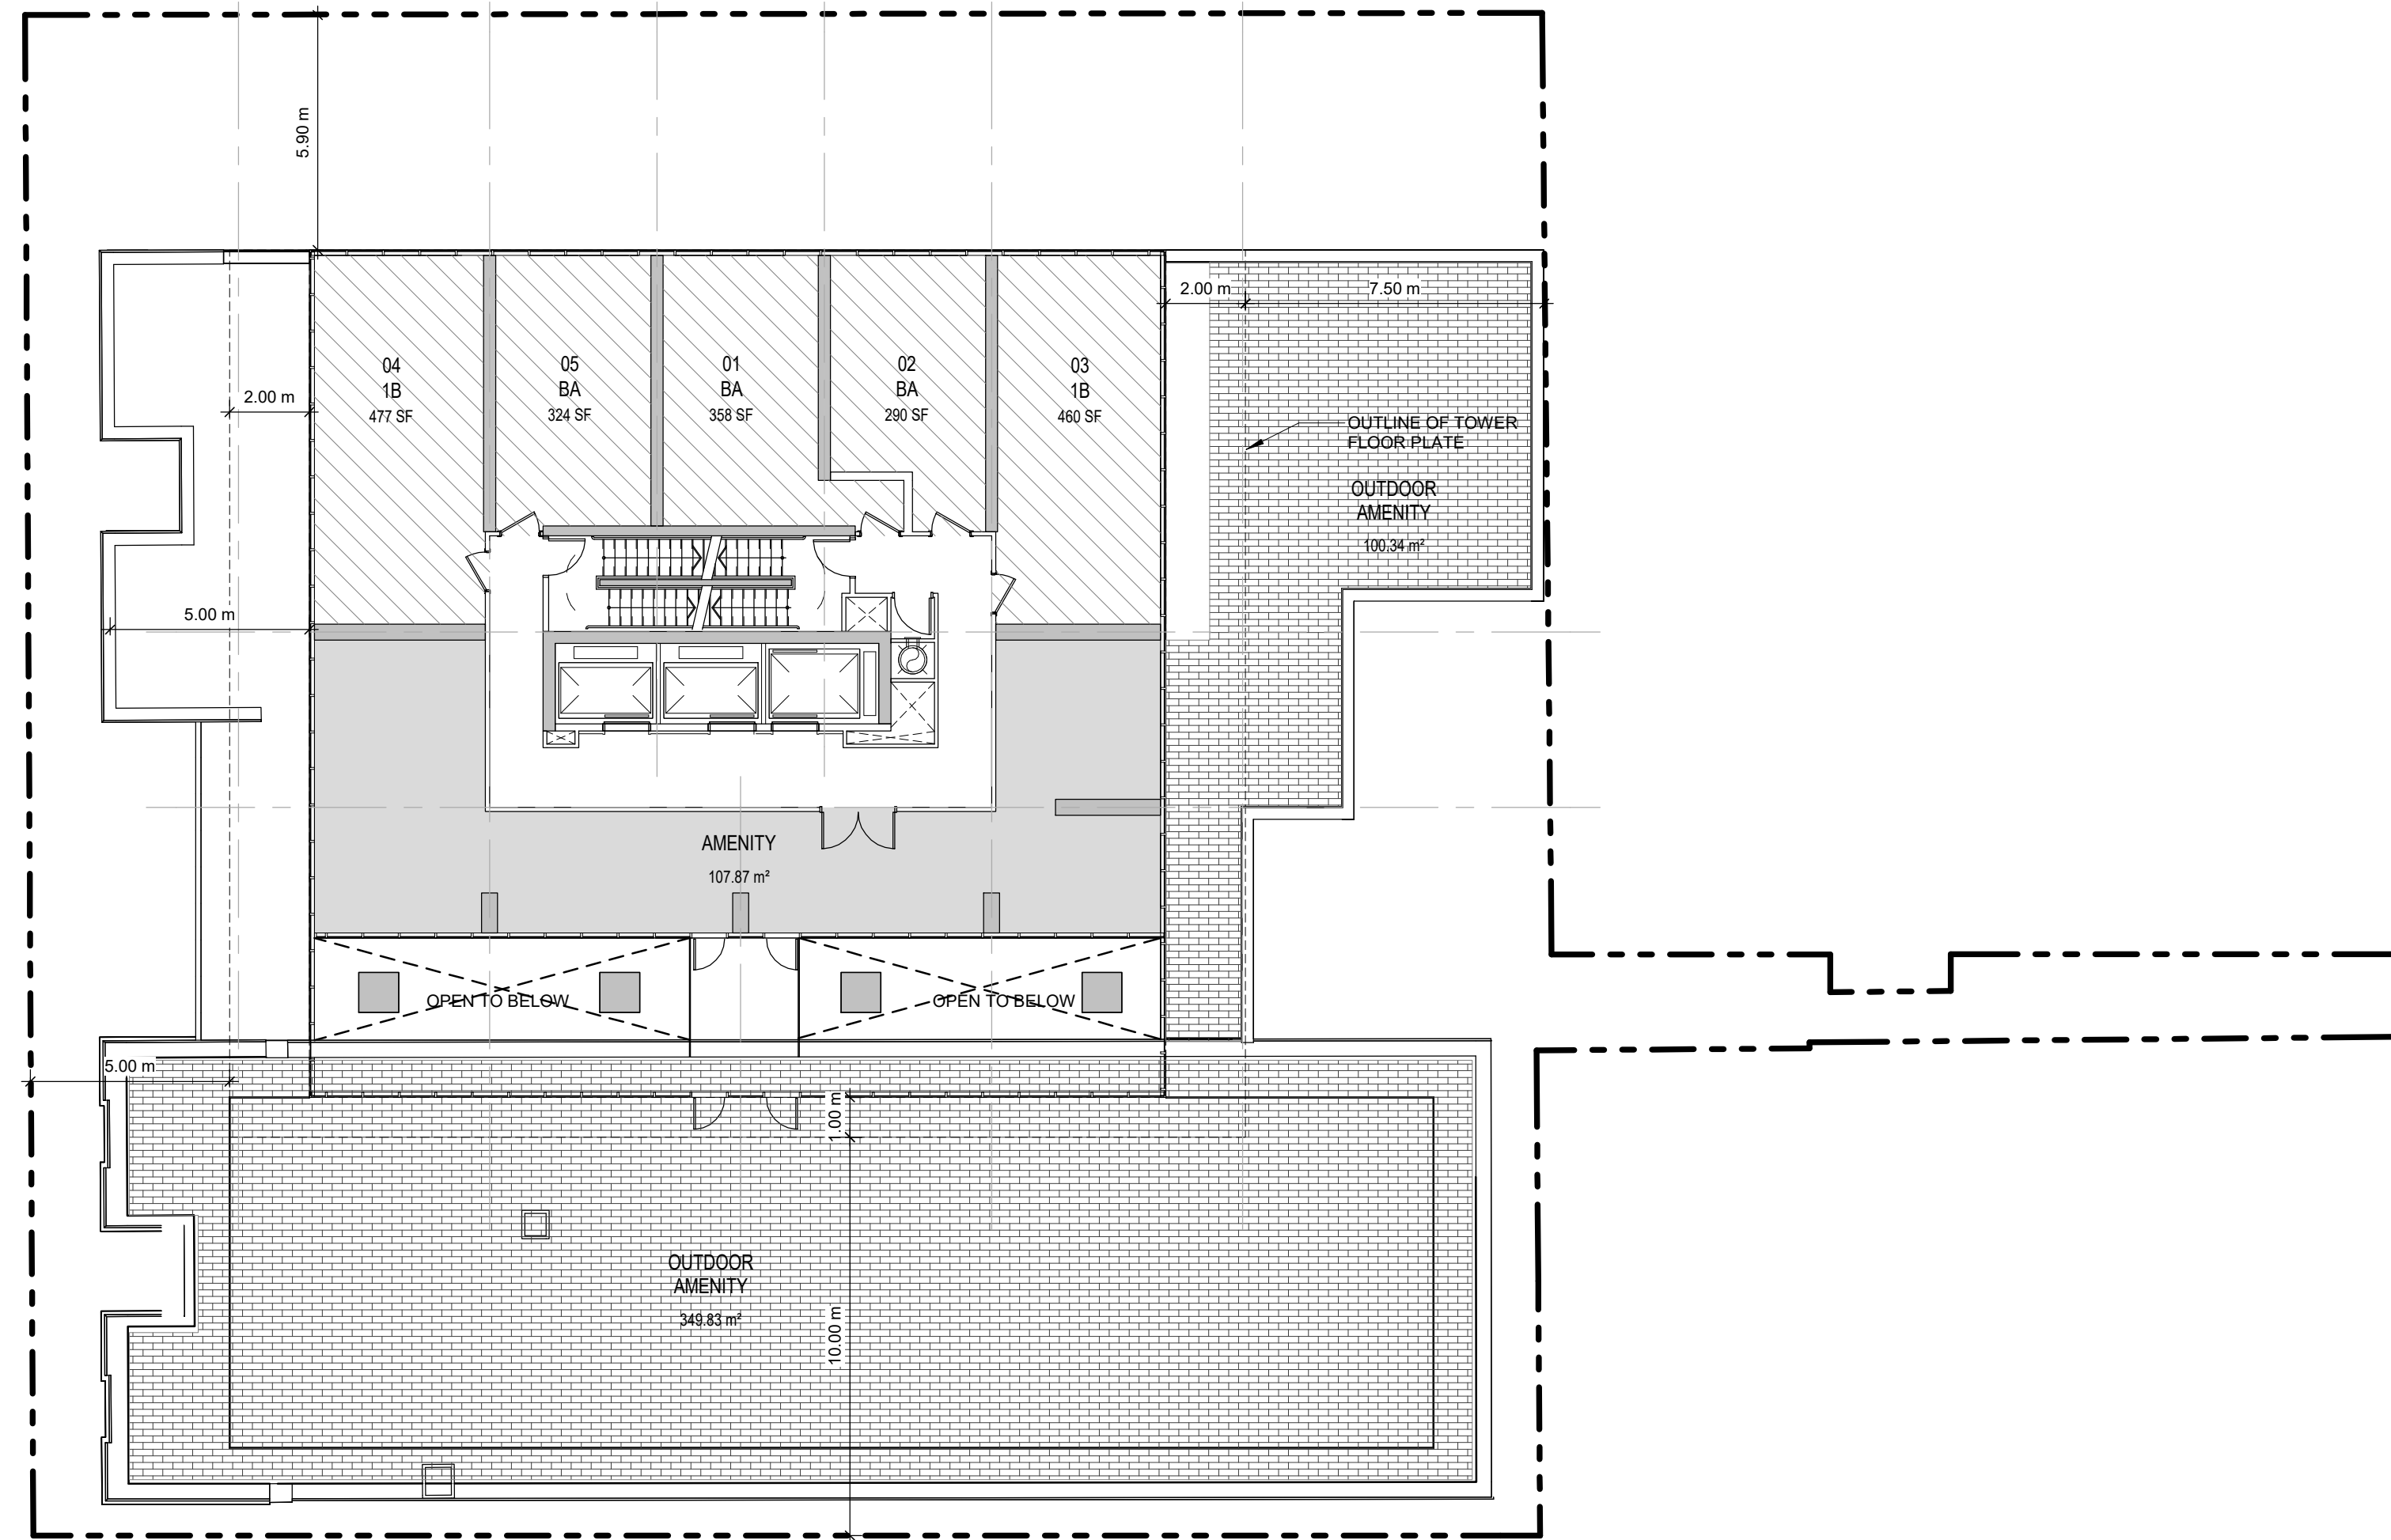 5.90 m
2.00 m
7.50 m
04
1B
477 SF
05
BA
324 SF
01
BA
358 SF
02
BA
290 SF
03
1B
460 SF
2.00 m
OUTLINE OF TOWER
FLOOR PLATE
OUTDOOR
AMENITY
100.34 m²
5.00 m
AMENITY
107.87 m²
OPEN TO BELOW
OPEN TO BELOW
5.00 m
1.00 m
OUTDOOR
AMENITY
349.83 m²
10.00 m